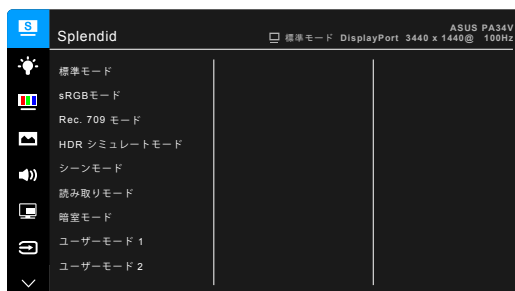 S
Splendid
ASUS PA34V
標準モード DisplayPort 3440 x 1440@ 100Hz
標準モード
sRGBモード
Rec. 709 モード
HDR シミュレートモード
シーンモード
読み取りモード
暗室モード
ユーザーモード 1
ユーザーモード 2